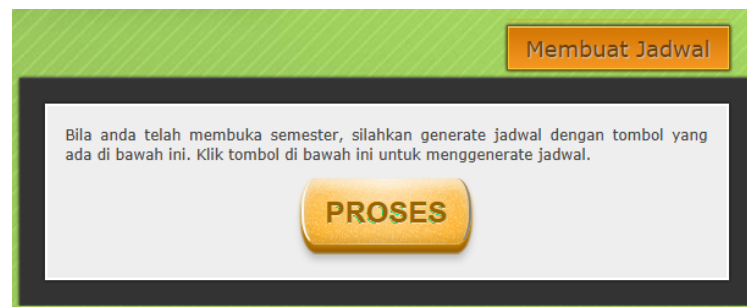 Membuat Jadwal
Bila anda telah membuka semester, silahkan generate jadwal dengan tombol yang
ada di bawah ini. Klik tombol di bawah ini untuk menggenerate jadwal.
PROSES